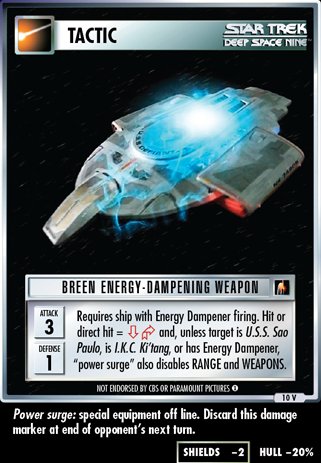 TACTIC
STAR TREK
DEEP SPACE NINE
DEFIANT
BREEN ENERGY-DAMPENING WEAPON
ATTACK
3
DEFENSE
1
Requires ship with Energy Dampener firing. Hit or
direct hit = and, unless target is U.S.S. Sao
Paulo, is I.K.C. Ki'tang, or has Energy Dampener,
"power surge" also disables RANGE and WEAPONS.
NOT ENDORSED BY CBS OR PARAMOUNT PICTURES
10 V
Power surge: special equipment off line. Discard this damage
marker at end of opponent's next turn.
SHIELDS -2 HULL -20%